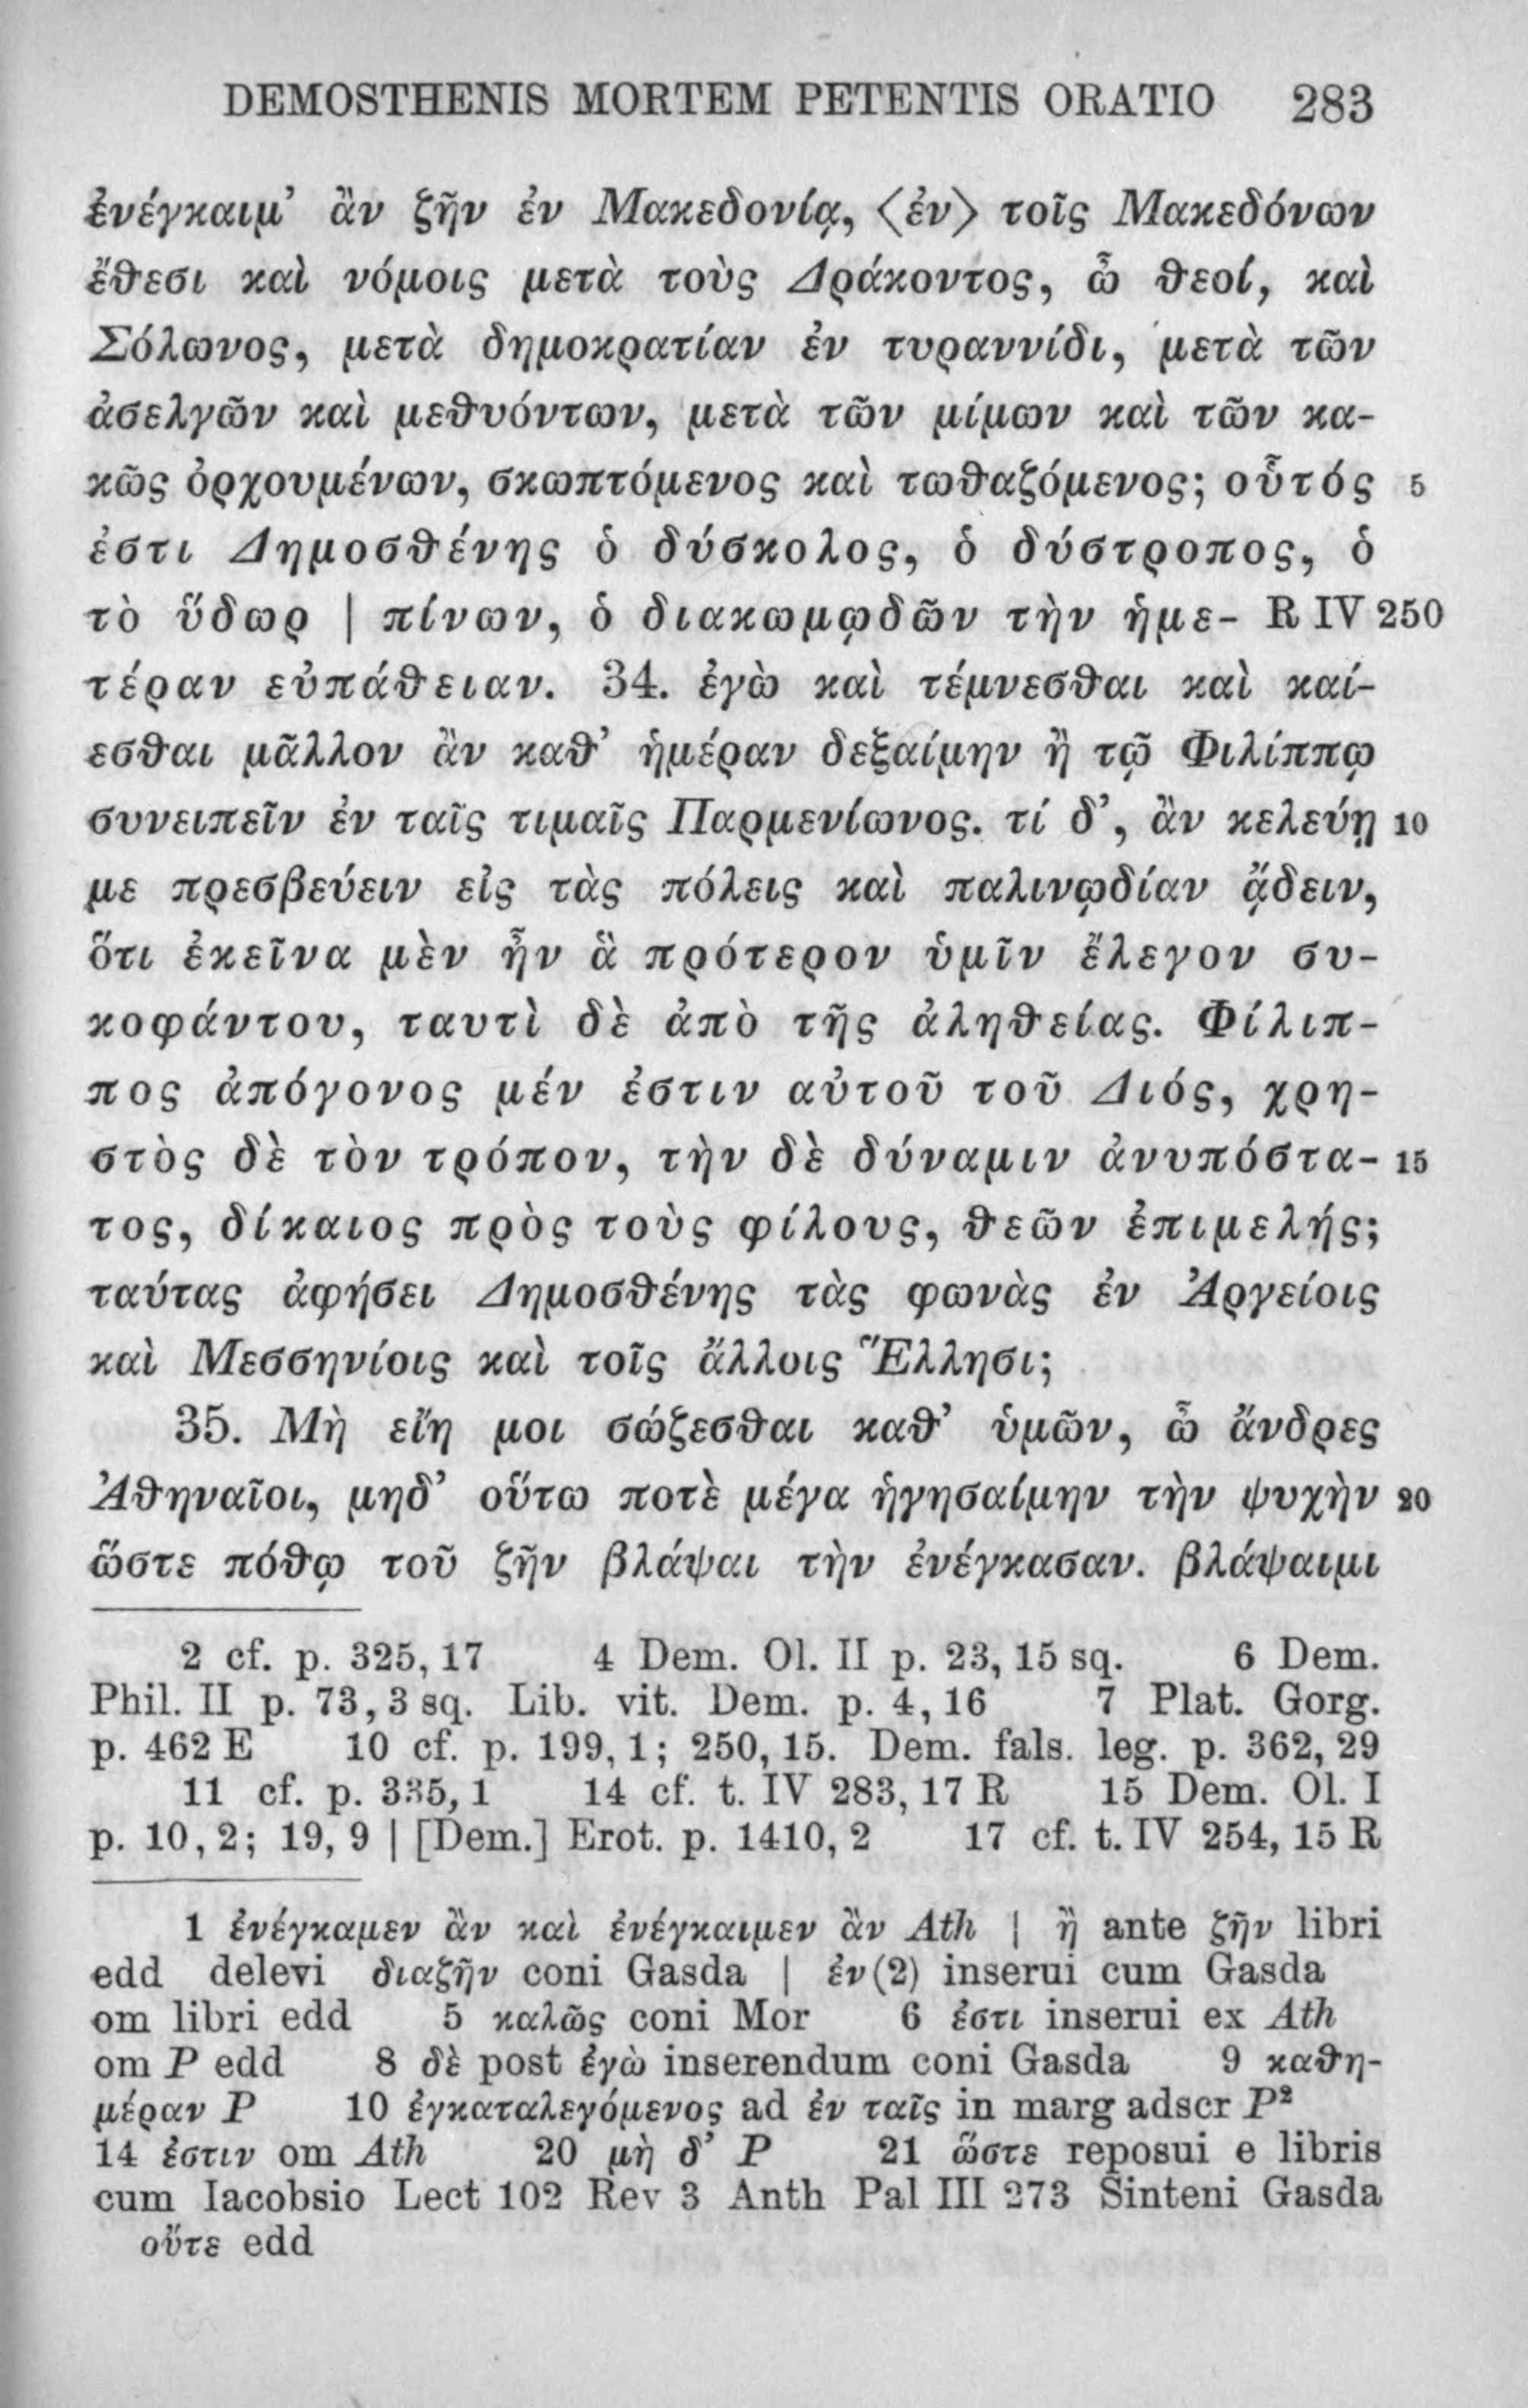 DEMOSTHENIS MORTEM PETENTIS ORATIO 283
ἐνέγκαιμ’ ἂν ζῆν ἐν Μακεδονίᾳ, ⟨ἐν⟩ τοῖς Μακεδόνων
ἔθεσι καὶ νόμοις μετὰ τοὺς Δράκοντος, ὦ θεοί, καὶ
Σόλωνος, μετὰ δημοκρατίαν ἐν τυραννίδι, μετὰ τῶν
ἀσελγῶν καὶ μεθυόντων, μετὰ τῶν μίμων καὶ τῶν κα-
κῶς ὀρχουμένων, σκωπτόμενος καὶ τωθαζόμενος; οὗτός 5
ἐστι Δημοσθένης ὁ δύσκολος, ὁ δύστροπος, ὁ
τὸ ὕδωρ | πίνων, ὁ διακωμῳδῶν τὴν ἡμε- R IV 250
τέραν εὐπάθειαν. 34. ἐγὼ καὶ τέμνεσθαι καὶ καί-
εσθαι μᾶλλον ἂν καθ’ ἡμέραν δεξαίμην ἢ τῷ Φιλίππῳ
συνειπεῖν ἐν ταῖς τιμαῖς Παρμενίωνος. τί δ’, ἂν κελεύῃ 10
με πρεσβεύειν εἰς τὰς πόλεις καὶ παλινῳδίαν ᾄδειν,
ὅτι ἐκεῖνα μὲν ἦν ἃ πρότερον ὑμῖν ἔλεγον συ-
κοφάντου, ταυτὶ δὲ ἀπὸ τῆς ἀληθείας. Φίλιπ-
πος ἀπόγονος μέν ἐστιν αὐτοῦ τοῦ Διός, χρη-
στὸς δὲ τὸν τρόπον, τὴν δὲ δύναμιν ἀνυπόστα- 15
τος, δίκαιος πρὸς τοὺς φίλους, θεῶν ἐπιμελής;
ταύτας ἀφήσει Δημοσθένης τὰς φωνὰς ἐν Ἀργείοις
καὶ Μεσσηνίοις καὶ τοῖς ἄλλοις Ἕλλησι;
35. Μὴ εἴη μοι σώζεσθαι καθ’ ὑμῶν, ὦ ἄνδρες
Ἀθηναῖοι, μηδ’ οὕτω ποτὲ μέγα ἡγησαίμην τὴν ψυχὴν 20
ὥστε πόθῳ τοῦ ζῆν βλάψαι τὴν ἐνέγκασαν. βλάψαιμι
2 cf. p. 325, 17 4 Dem. Ol. II p. 23, 15 sq. 6 Dem.
Phil. II p. 73, 3 sq. Lib. vit. Dem. p. 4, 16 7 Plat. Gorg.
p. 462 E 10 cf. p. 199, 1; 250, 15. Dem. fals. leg. p. 362, 29
11 cf. p. 335, 1 14 cf. t. IV 283, 17 R 15 Dem. Ol. I
p. 10, 2; 19, 9 | [Dem.] Erot. p. 1410, 2 17 cf. t. IV 254, 15 R
1 ἐνέγκαμεν ἂν καὶ ἐνέγκαιμεν ἂν Ath | ἢ ante ζῆν libri
edd delevi διαζῆν coni Gasda | ἐν (2) inserui cum Gasda
om libri edd 5 καλῶς coni Mor 6 ἐστι inserui ex Ath
om P edd 8 δὲ post ἐγὼ inserendum coni Gasda 9 καθη-
μέραν P 10 ἐγκαταλεγόμενος ad ἐν ταῖς in marg adscr P²
14 ἐστιν om Ath 20 μὴ δ’ P 21 ὥστε reposui e libris
cum Iacobsio Lect 102 Rev 3 Anth Pal III 273 Sinteni Gasda
οὔτε edd